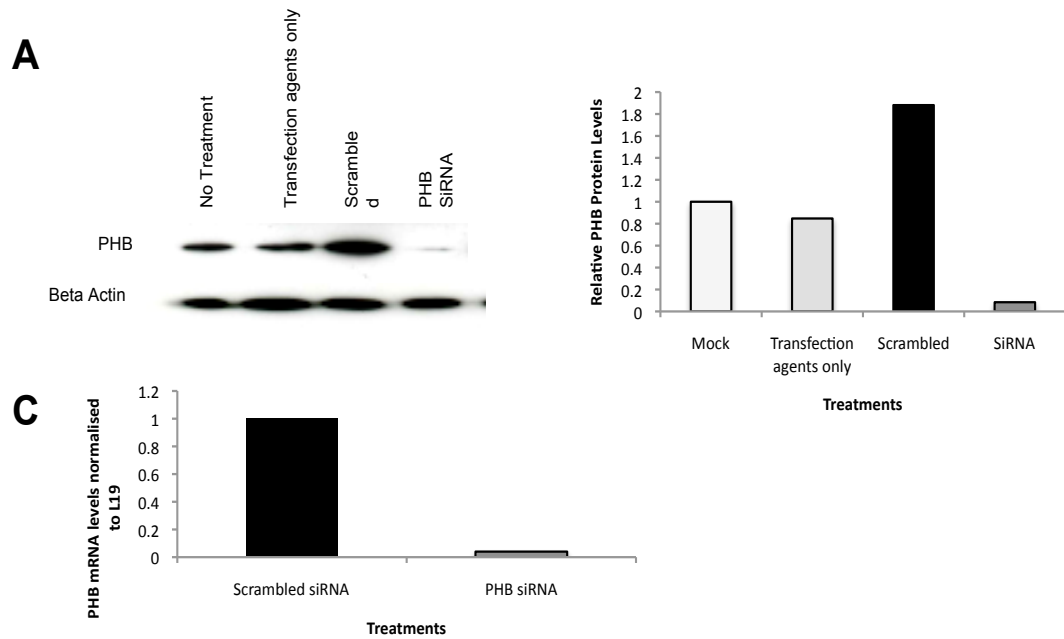 A
No Treatment
Transfection agents only
Scramble
d
PHB
SiRNA
PHB
Beta Actin
Relative PHB Protein Levels
2
1.8
1.6
1.4
1.2
1
0.8
0.6
0.4
0.2
0
Mock
Transfection
agents only
Scrambled
SiRNA
Treatments
C
PHB mRNA levels normalised
to L19
1.2
1
0.8
0.6
0.4
0.2
0
Scrambled siRNA
PHB siRNA
Treatments